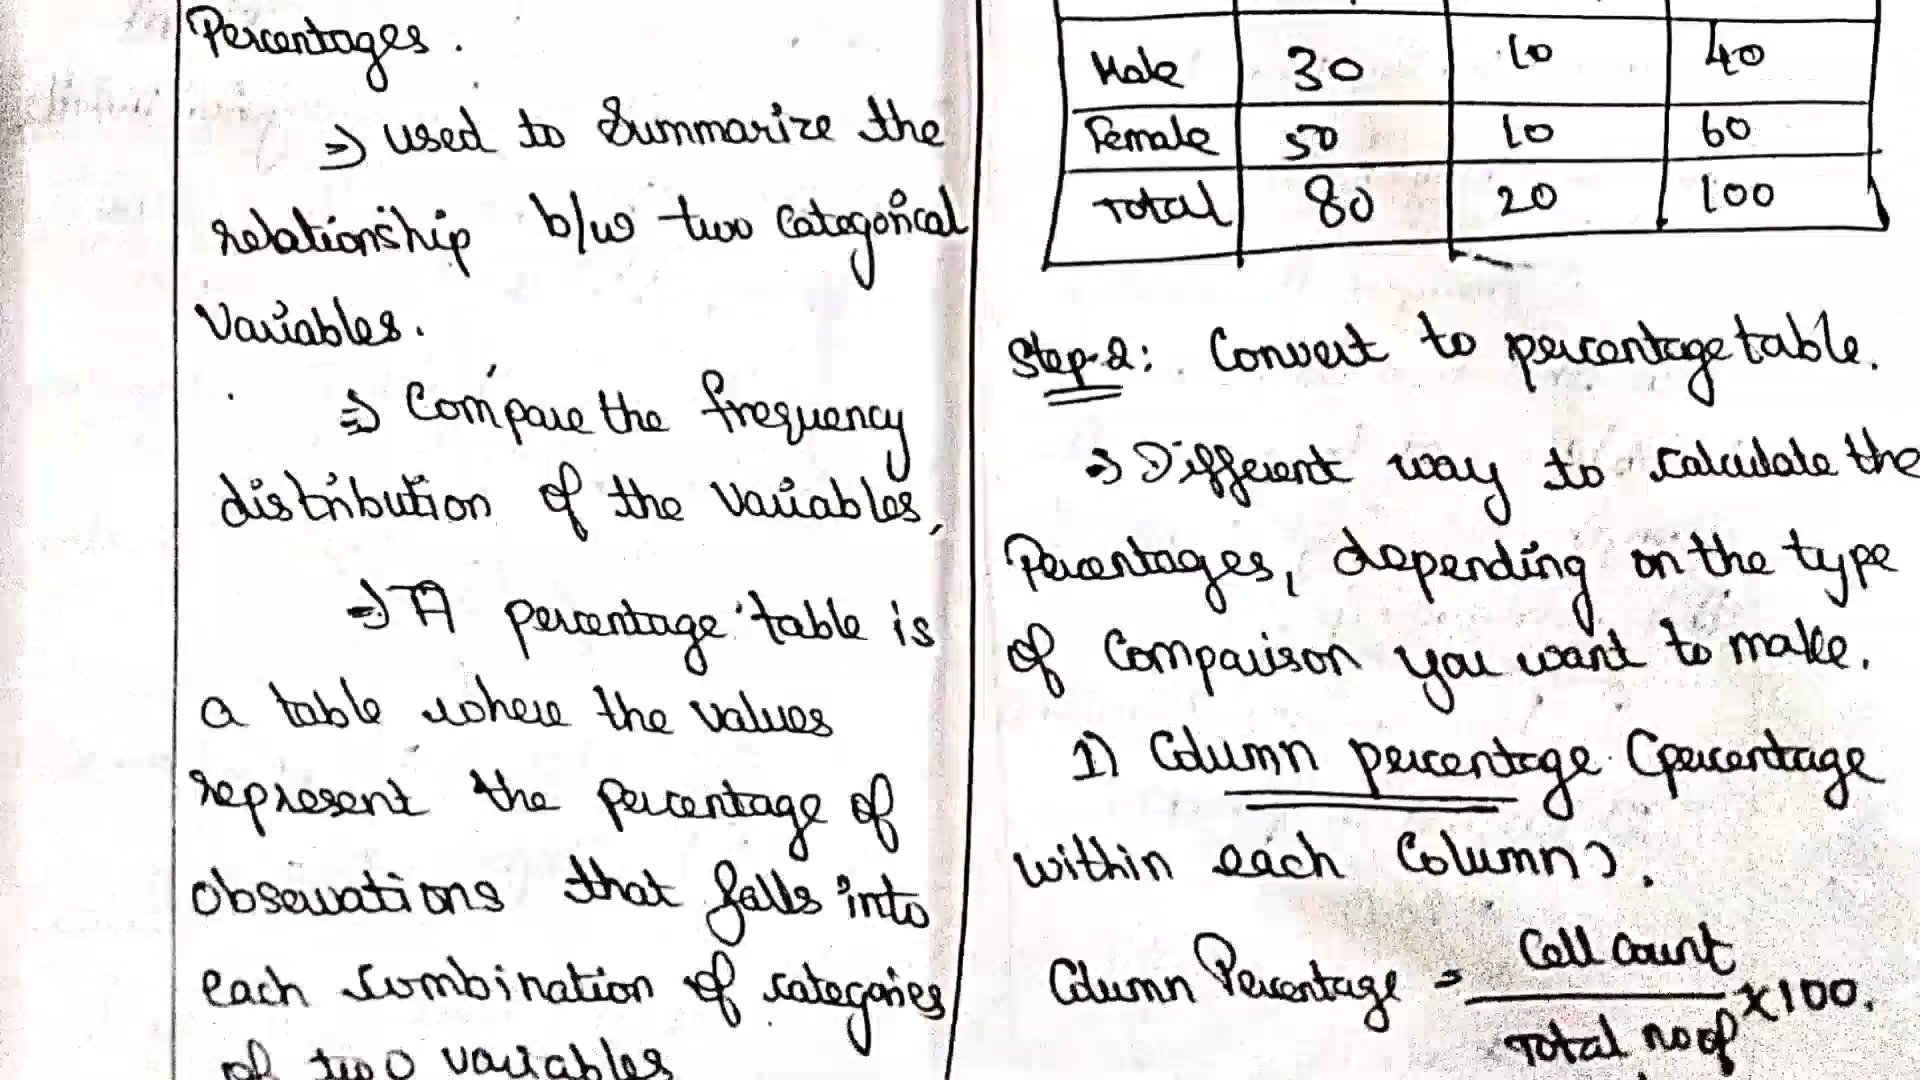 Percentages.
=> used to Summarize the
relationship b/w two Categorical
Variables.
=> Compare the frequency
distribution of the variables,
=> A percentage table is
a table where the values
represent the percentage of
observations that falls into
each combination of categories
of two variables
Male 30 10 40
Female 50 10 60
Total 80 20 100
Step-2: Convert to percentage table.
=> Different way to calculate the
Percentages, depending on the type
of Comparison you want to make.
1) Column percentage (percentage
within each Column).
Column Percentage = Cell Count / Total no of × 100.